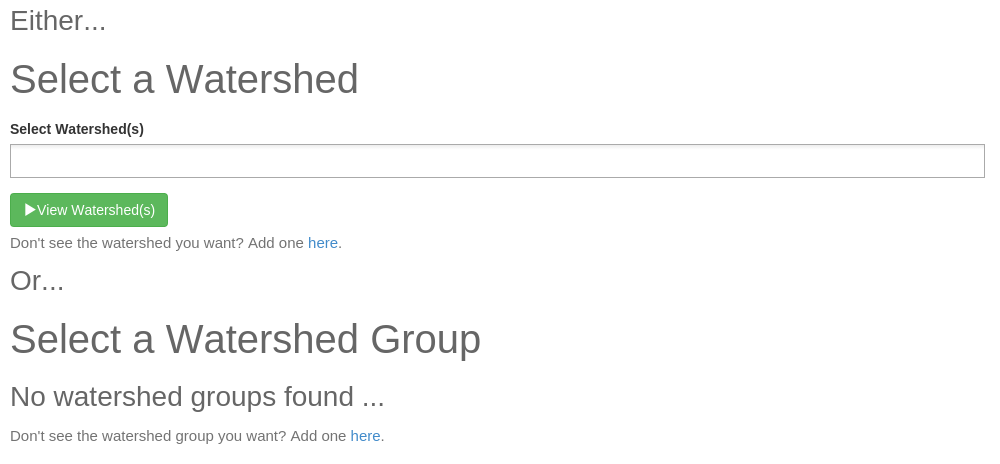 Either...
Select a Watershed
Select Watershed(s)
View Watershed(s)
Don't see the watershed you want? Add one here.
Or...
Select a Watershed Group
No watershed groups found ...
Don't see the watershed group you want? Add one here.